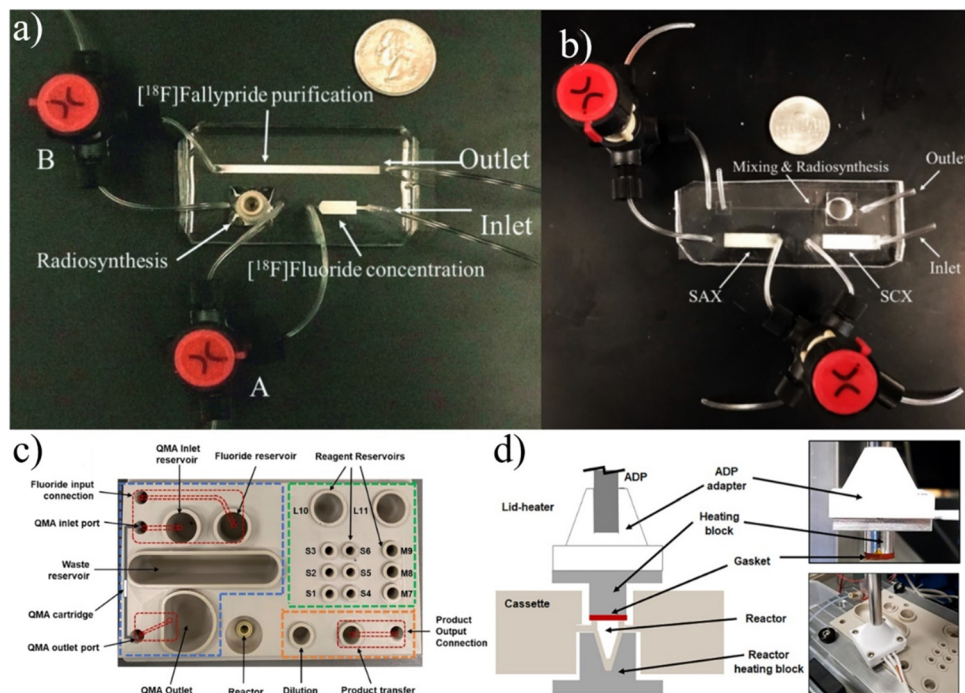 a)
[¹⁸F]Fallypride purification
B
Outlet
Inlet
Radiosynthesis
[¹⁸F]Fluoride concentration
A
b)
Mixing & Radiosynthesis
Outlet
Inlet
SAX
SCX
c)
QMA Inlet
reservoir
Fluoride reservoir
Reagent Reservoirs
Fluoride input
connection
QMA inlet port
L10
L11
S3
S6
M9
S2
S5
M8
S1
S4
M7
Waste
reservoir
QMA cartridge
QMA outlet
port
Product
Output
Connection
QMA Outlet
Reactor
Dilution
Product transfer
d)
ADP
ADP
adapter
Lid-heater
Heating
block
Gasket
Cassette
Reactor
Reactor
heating block